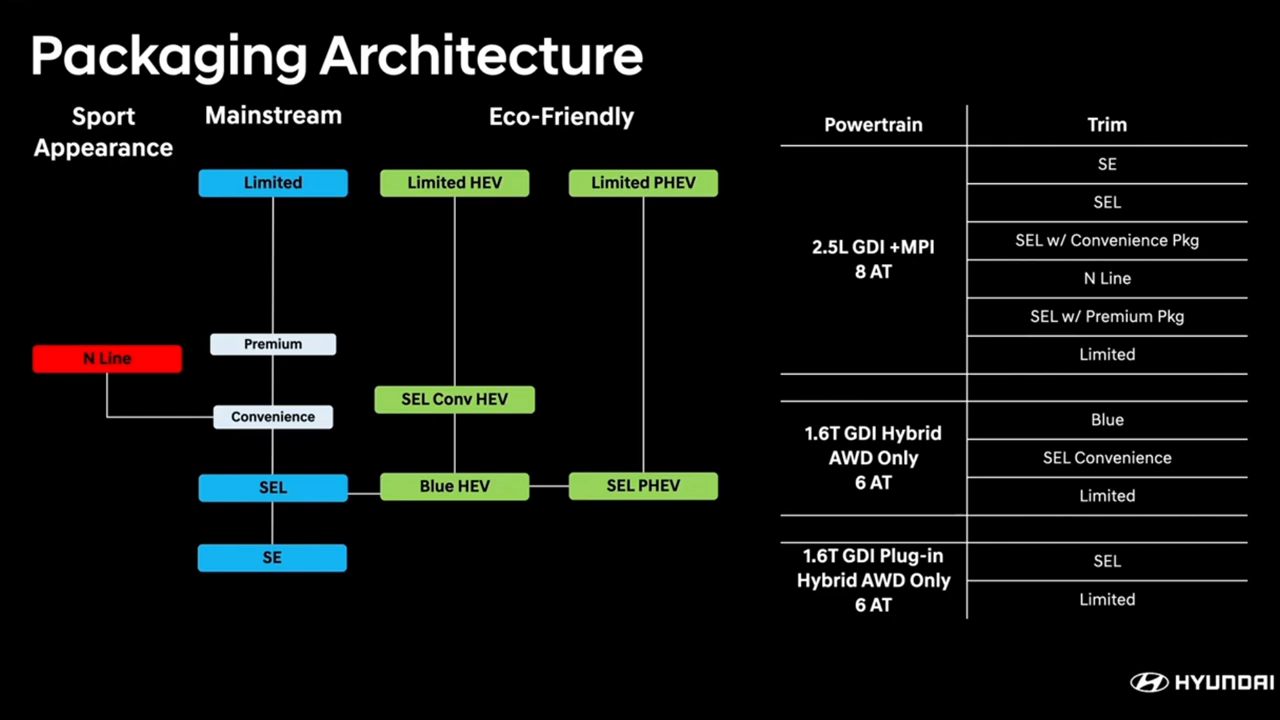 Packaging Architecture
Sport
Appearance
Mainstream
Eco-Friendly
Limited
Limited HEV
Limited PHEV
Premium
N Line
SEL Conv HEV
Convenience
SEL
Blue HEV
SEL PHEV
SE
Powertrain
Trim
2.5L GDI +MPI
8 AT
SE
SEL
SEL w/ Convenience Pkg
N Line
SEL w/ Premium Pkg
Limited
1.6T GDI Hybrid
AWD Only
6 AT
Blue
SEL Convenience
Limited
1.6T GDI Plug-in
Hybrid AWD Only
6 AT
SEL
Limited
HYUNDAI